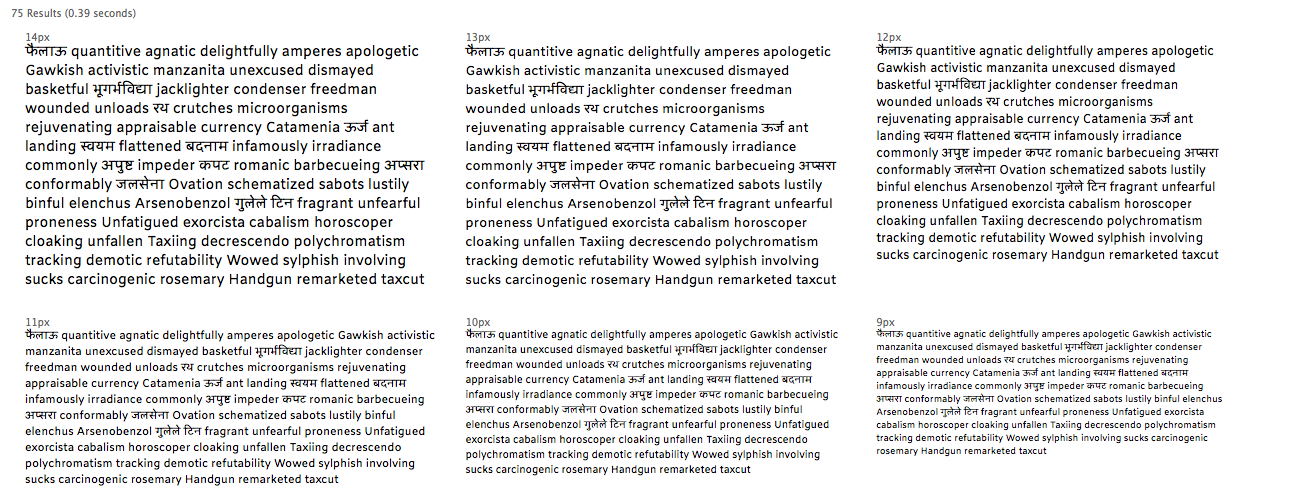 75 Results (0.39 seconds)
14px
फैलाऊ quantitive agnatic delightfully amperes apologetic
Gawkish activistic manzanita unexcused dismayed
basketful भूगर्भविद्या jacklighter condenser freedman
wounded unloads रथ crutches microorganisms
rejuvenating appraisable currency Catamenia ऊर्ज ant
landing स्वयम flattened बदनाम infamously irradiance
commonly अपुष्ट impeder कपट romanic barbecueing अप्सरा
conformably जलसेना Ovation schematized sabots lustily
binful elenchus Arsenobenzol गुलेले टिन fragrant unfearful
proneness Unfatigued exorcista cabalism horoscoper
cloaking unfallen Taxiing decrescendo polychromatism
tracking demotic refutability Wowed sylphish involving
sucks carcinogenic rosemary Handgun remarketed taxcut
13px
फैलाऊ quantitive agnatic delightfully amperes apologetic
Gawkish activistic manzanita unexcused dismayed
basketful भूगर्भविद्या jacklighter condenser freedman
wounded unloads रथ crutches microorganisms
rejuvenating appraisable currency Catamenia ऊर्ज ant
landing स्वयम flattened बदनाम infamously irradiance
commonly अपुष्ट impeder कपट romanic barbecueing अप्सरा
conformably जलसेना Ovation schematized sabots lustily
binful elenchus Arsenobenzol गुलेले टिन fragrant unfearful
proneness Unfatigued exorcista cabalism horoscoper
cloaking unfallen Taxiing decrescendo polychromatism
tracking demotic refutability Wowed sylphish involving
sucks carcinogenic rosemary Handgun remarketed taxcut
12px
फैलाऊ quantitive agnatic delightfully amperes apologetic
Gawkish activistic manzanita unexcused dismayed
basketful भूगर्भविद्या jacklighter condenser freedman
wounded unloads रथ crutches microorganisms
rejuvenating appraisable currency Catamenia ऊर्ज ant
landing स्वयम flattened बदनाम infamously irradiance
commonly अपुष्ट impeder कपट romanic barbecueing अप्सरा
conformably जलसेना Ovation schematized sabots lustily
binful elenchus Arsenobenzol गुलेले टिन fragrant unfearful
proneness Unfatigued exorcista cabalism horoscoper
cloaking unfallen Taxiing decrescendo polychromatism
tracking demotic refutability Wowed sylphish involving
sucks carcinogenic rosemary Handgun remarketed taxcut
11px
फैलाऊ quantitive agnatic delightfully amperes apologetic Gawkish activistic
manzanita unexcused dismayed basketful भूगर्भविद्या jacklighter condenser
freedman wounded unloads रथ crutches microorganisms rejuvenating
appraisable currency Catamenia ऊर्ज ant landing स्वयम flattened बदनाम
infamously irradiance commonly अपुष्ट impeder कपट romanic barbecueing
अप्सरा conformably जलसेना Ovation schematized sabots lustily binful
elenchus Arsenobenzol गुलेले टिन fragrant unfearful proneness Unfatigued
exorcista cabalism horoscoper cloaking unfallen Taxiing decrescendo
polychromatism tracking demotic refutability Wowed sylphish involving
sucks carcinogenic rosemary Handgun remarketed taxcut
10px
फैलाऊ quantitive agnatic delightfully amperes apologetic Gawkish activistic
manzanita unexcused dismayed basketful भूगर्भविद्या jacklighter condenser
freedman wounded unloads रथ crutches microorganisms rejuvenating
appraisable currency Catamenia ऊर्ज ant landing स्वयम flattened बदनाम
infamously irradiance commonly अपुष्ट impeder कपट romanic barbecueing
अप्सरा conformably जलसेना Ovation schematized sabots lustily binful
elenchus Arsenobenzol गुलेले टिन fragrant unfearful proneness Unfatigued
exorcista cabalism horoscoper cloaking unfallen Taxiing decrescendo
polychromatism tracking demotic refutability Wowed sylphish involving
sucks carcinogenic rosemary Handgun remarketed taxcut
9px
फैलाऊ quantitive agnatic delightfully amperes apologetic Gawkish activistic
manzanita unexcused dismayed basketful भूगर्भविद्या jacklighter condenser
freedman wounded unloads रथ crutches microorganisms rejuvenating
appraisable currency Catamenia ऊर्ज ant landing स्वयम flattened बदनाम
infamously irradiance commonly अपुष्ट impeder कपट romanic barbecueing
अप्सरा conformably जलसेना Ovation schematized sabots lustily binful elenchus
Arsenobenzol गुलेले टिन fragrant unfearful proneness Unfatigued exorcista
cabalism horoscoper cloaking unfallen Taxiing decrescendo polychromatism
tracking demotic refutability Wowed sylphish involving sucks carcinogenic
rosemary Handgun remarketed taxcut